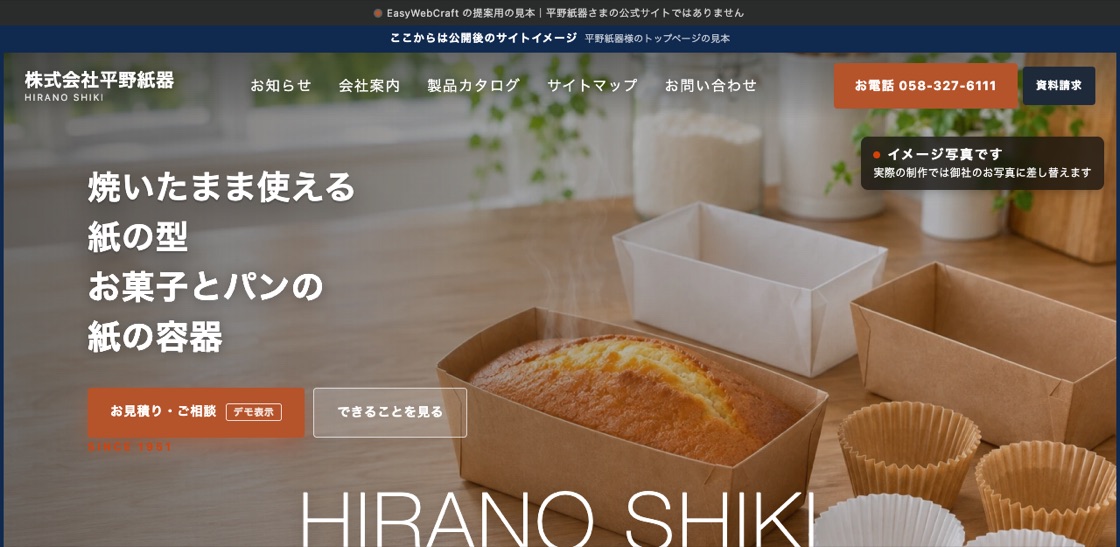 EasyWebCraft の提案用の見本｜平野紙器さまの公式サイトではありません
ここからは公開後のサイトイメージ 平野紙器様のトップページの見本
株式会社平野紙器
HIRANO SHIKI
お知らせ 会社案内 製品カタログ サイトマップ お問い合わせ
お電話 058-327-6111
資料請求
イメージ写真です
実際の制作では御社のお写真に差し替えます
焼いたまま使える
紙の型
お菓子とパンの
紙の容器
お見積り・ご相談 デモ表示
できることを見る
SINCE 1951
HIRANO SHIKI